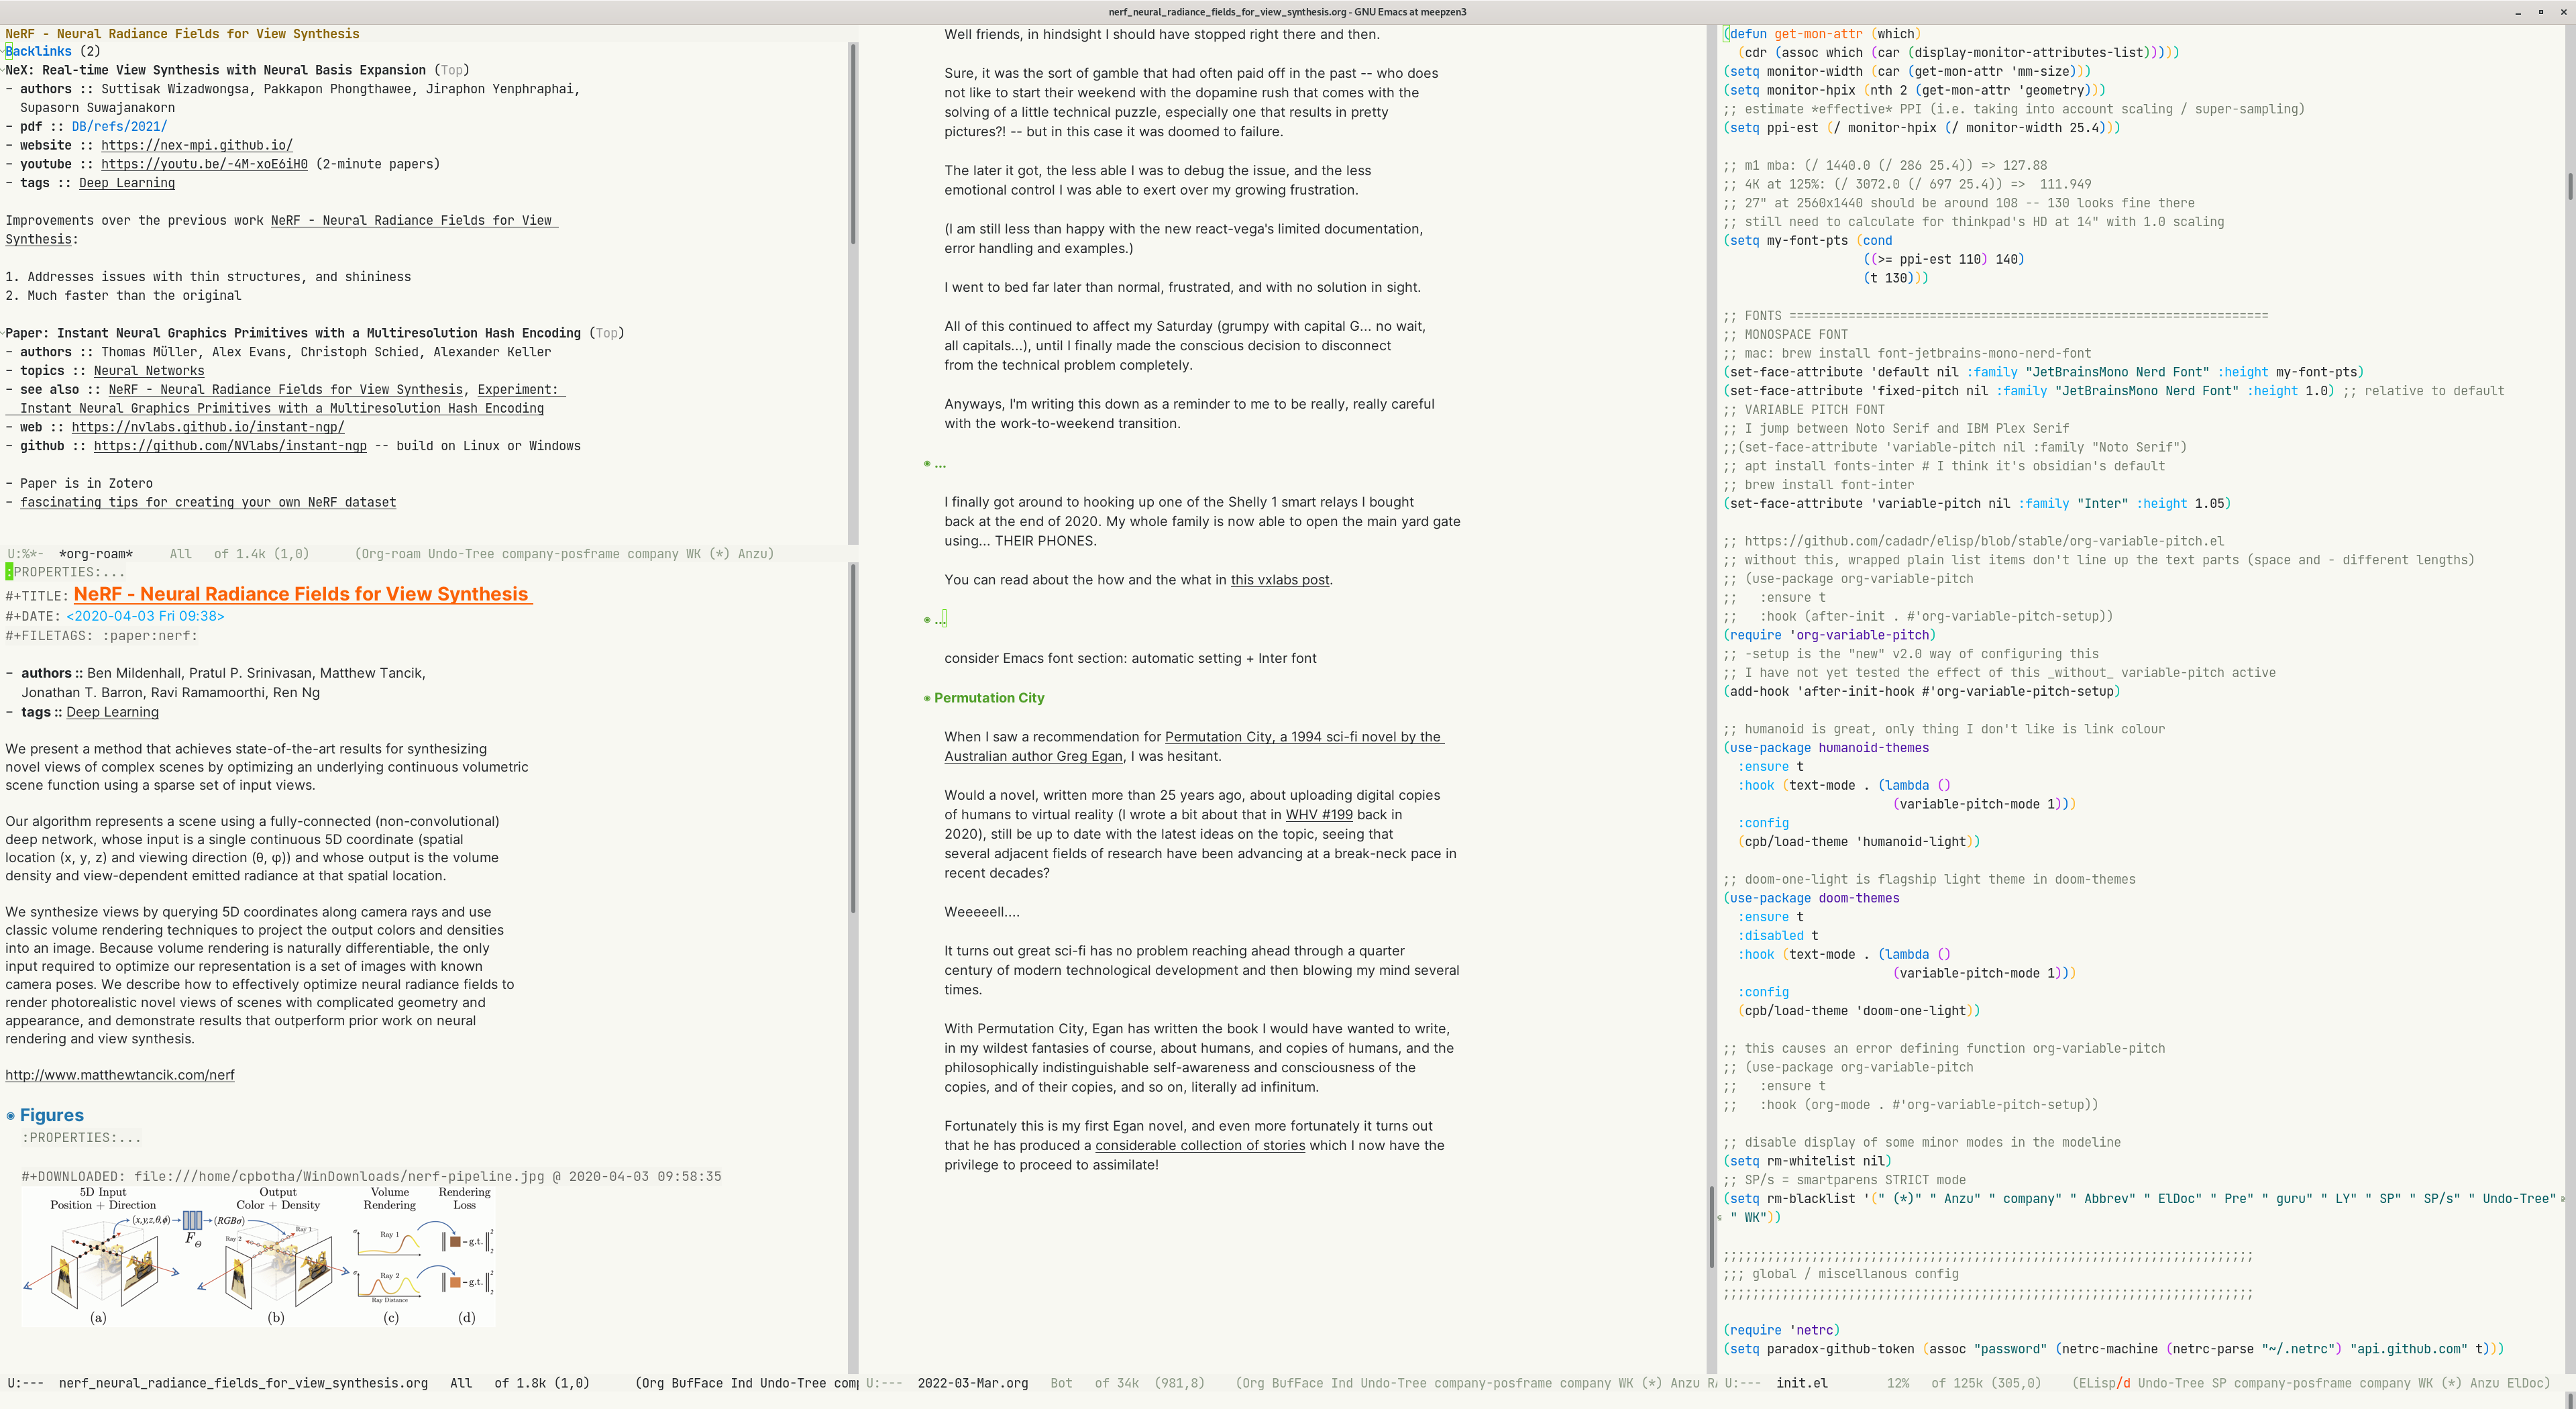 nerf_neural_radiance_fields_for_view_synthesis.org - GNU Emacs at meepzen3
NeRF - Neural Radiance Fields for View Synthesis
Backlinks (2)
NeX: Real-time View Synthesis with Neural Basis Expansion (Top)
- authors :: Suttisak Wizadwongsa, Pakkapon Phongthawee, Jiraphon Yenphraphai,
Supasorn Suwajanakorn
- pdf :: DB/refs/2021/
- website :: https://nex-mpi.github.io/
- youtube :: https://youtu.be/-4M-xoE6iH0 (2-minute papers)
- tags :: Deep Learning
Improvements over the previous work NeRF - Neural Radiance Fields for View
Synthesis:
1. Addresses issues with thin structures, and shininess
2. Much faster than the original
Paper: Instant Neural Graphics Primitives with a Multiresolution Hash Encoding (Top)
- authors :: Thomas Müller, Alex Evans, Christoph Schied, Alexander Keller
- topics :: Neural Networks
- see also :: NeRF - Neural Radiance Fields for View Synthesis, Experiment:
Instant Neural Graphics Primitives with a Multiresolution Hash Encoding
- web :: https://nvlabs.github.io/instant-ngp/
- github :: https://github.com/NVlabs/instant-ngp -- build on Linux or Windows
- Paper is in Zotero
- fascinating tips for creating your own NeRF dataset
U:%*-  *org-roam*     All   of 1.4k (1,0)      (Org-roam Undo-Tree company-posframe company WK (*) Anzu)
:PROPERTIES:...
#+TITLE: NeRF - Neural Radiance Fields for View Synthesis
#+DATE: <2020-04-03 Fri 09:38>
#+FILETAGS: :paper:nerf:
- authors :: Ben Mildenhall, Pratul P. Srinivasan, Matthew Tancik,
Jonathan T. Barron, Ravi Ramamoorthi, Ren Ng
- tags :: Deep Learning
We present a method that achieves state-of-the-art results for synthesizing
novel views of complex scenes by optimizing an underlying continuous volumetric
scene function using a sparse set of input views.
Our algorithm represents a scene using a fully-connected (non-convolutional)
deep network, whose input is a single continuous 5D coordinate (spatial
location (x, y, z) and viewing direction (θ, φ)) and whose output is the volume
density and view-dependent emitted radiance at that spatial location.
We synthesize views by querying 5D coordinates along camera rays and use
classic volume rendering techniques to project the output colors and densities
into an image. Because volume rendering is naturally differentiable, the only
input required to optimize our representation is a set of images with known
camera poses. We describe how to effectively optimize neural radiance fields to
render photorealistic novel views of scenes with complicated geometry and
appearance, and demonstrate results that outperform prior work on neural
rendering and view synthesis.
http://www.matthewtancik.com/nerf
◉ Figures
:PROPERTIES:...
#+DOWNLOADED: file:///home/cpbotha/WinDownloads/nerf-pipeline.jpg @ 2020-04-03 09:58:35
5D Input Output Volume Rendering
Position + Direction Color + Density Rendering Loss
(x,y,z,θ,ϕ) (RGBσ)
F Θ
Ray 1 Ray 2
σ Ray 1 ‖ - g.t. ‖ 2 2
σ Ray 2 ‖ - g.t. ‖ 2 2
Ray Distance
(a) (b) (c) (d)
U:---  nerf_neural_radiance_fields_for_view_synthesis.org   All   of 1.8k (1,0)      (Org BufFace Ind Undo-Tree comp
Well friends, in hindsight I should have stopped right there and then.
Sure, it was the sort of gamble that had often paid off in the past -- who does
not like to start their weekend with the dopamine rush that comes with the
solving of a little technical puzzle, especially one that results in pretty
pictures?! -- but in this case it was doomed to failure.
The later it got, the less able I was to debug the issue, and the less
emotional control I was able to exert over my growing frustration.
(I am still less than happy with the new react-vega's limited documentation,
error handling and examples.)
I went to bed far later than normal, frustrated, and with no solution in sight.
All of this continued to affect my Saturday (grumpy with capital G... no wait,
all capitals...), until I finally made the conscious decision to disconnect
from the technical problem completely.
Anyways, I'm writing this down as a reminder to me to be really, really careful
with the work-to-weekend transition.
◉ ...
I finally got around to hooking up one of the Shelly 1 smart relays I bought
back at the end of 2020. My whole family is now able to open the main yard gate
using... THEIR PHONES.
You can read about the how and the what in this vxlabs post.
◉ ...
consider Emacs font section: automatic setting + Inter font
◉ Permutation City
When I saw a recommendation for Permutation City, a 1994 sci-fi novel by the
Australian author Greg Egan, I was hesitant.
Would a novel, written more than 25 years ago, about uploading digital copies
of humans to virtual reality (I wrote a bit about that in WHV #199 back in
2020), still be up to date with the latest ideas on the topic, seeing that
several adjacent fields of research have been advancing at a break-neck pace in
recent decades?
Weeeeell....
It turns out great sci-fi has no problem reaching ahead through a quarter
century of modern technological development and then blowing my mind several
times.
With Permutation City, Egan has written the book I would have wanted to write,
in my wildest fantasies of course, about humans, and copies of humans, and the
philosophically indistinguishable self-awareness and consciousness of the
copies, and of their copies, and so on, literally ad infinitum.
Fortunately this is my first Egan novel, and even more fortunately it turns out
that he has produced a considerable collection of stories which I now have the
privilege to proceed to assimilate!
U:---  2022-03-Mar.org   Bot   of 34k  (981,8)    (Org BufFace Ind Undo-Tree company-posframe company WK (*) Anzu RA
(defun get-mon-attr (which)
  (cdr (assoc which (car (display-monitor-attributes-list)))))
(setq monitor-width (car (get-mon-attr 'mm-size)))
(setq monitor-hpix (nth 2 (get-mon-attr 'geometry)))
;; estimate *effective* PPI (i.e. taking into account scaling / super-sampling)
(setq ppi-est (/ monitor-hpix (/ monitor-width 25.4)))
;; m1 mba: (/ 1440.0 (/ 286 25.4)) => 127.88
;; 4K at 125%: (/ 3072.0 (/ 697 25.4)) =>  111.949
;; 27" at 2560x1440 should be around 108 -- 130 looks fine there
;; still need to calculate for thinkpad's HD at 14" with 1.0 scaling
(setq my-font-pts (cond
                   ((>= ppi-est 110) 140)
                   (t 130)))
;; FONTS =================================================================
;; MONOSPACE FONT
;; mac: brew install font-jetbrains-mono-nerd-font
(set-face-attribute 'default nil :family "JetBrainsMono Nerd Font" :height my-font-pts)
(set-face-attribute 'fixed-pitch nil :family "JetBrainsMono Nerd Font" :height 1.0) ;; relative to default
;; VARIABLE PITCH FONT
;; I jump between Noto Serif and IBM Plex Serif
;;(set-face-attribute 'variable-pitch nil :family "Noto Serif")
;; apt install fonts-inter # I think it's obsidian's default
;; brew install font-inter
(set-face-attribute 'variable-pitch nil :family "Inter" :height 1.05)
;; https://github.com/cadadr/elisp/blob/stable/org-variable-pitch.el
;; without this, wrapped plain list items don't line up the text parts (space and - different lengths)
;; (use-package org-variable-pitch
;;   :ensure t
;;   :hook (after-init . #'org-variable-pitch-setup))
(require 'org-variable-pitch)
;; -setup is the "new" v2.0 way of configuring this
;; I have not yet tested the effect of this _without_ variable-pitch active
(add-hook 'after-init-hook #'org-variable-pitch-setup)
;; humanoid is great, only thing I don't like is link colour
(use-package humanoid-themes
  :ensure t
  :hook (text-mode . (lambda ()
                       (variable-pitch-mode 1)))
  :config
  (cpb/load-theme 'humanoid-light))
;; doom-one-light is flagship light theme in doom-themes
(use-package doom-themes
  :ensure t
  :disabled t
  :hook (text-mode . (lambda ()
                       (variable-pitch-mode 1)))
  :config
  (cpb/load-theme 'doom-one-light))
;; this causes an error defining function org-variable-pitch
;; (use-package org-variable-pitch
;;   :ensure t
;;   :hook (org-mode . #'org-variable-pitch-setup))
;; disable display of some minor modes in the modeline
(setq rm-whitelist nil)
;; SP/s = smartparens STRICT mode
(setq rm-blacklist '(" (*)" " Anzu" " company" " Abbrev" " ElDoc" " Pre" " guru" " LY" " SP" " SP/s" " Undo-Tree"
" WK"))
;;;;;;;;;;;;;;;;;;;;;;;;;;;;;;;;;;;;;;;;;;;;;;;;;;;;;;;;;;;;;;;;;;;;;;;;
;;; global / miscellanous config
;;;;;;;;;;;;;;;;;;;;;;;;;;;;;;;;;;;;;;;;;;;;;;;;;;;;;;;;;;;;;;;;;;;;;;;;
(require 'netrc)
(setq paradox-github-token (assoc "password" (netrc-machine (netrc-parse "~/.netrc") "api.github.com" t)))
U:---  init.el        12%   of 125k (305,0)    (ELisp/d Undo-Tree SP company-posframe company WK (*) Anzu ElDoc)